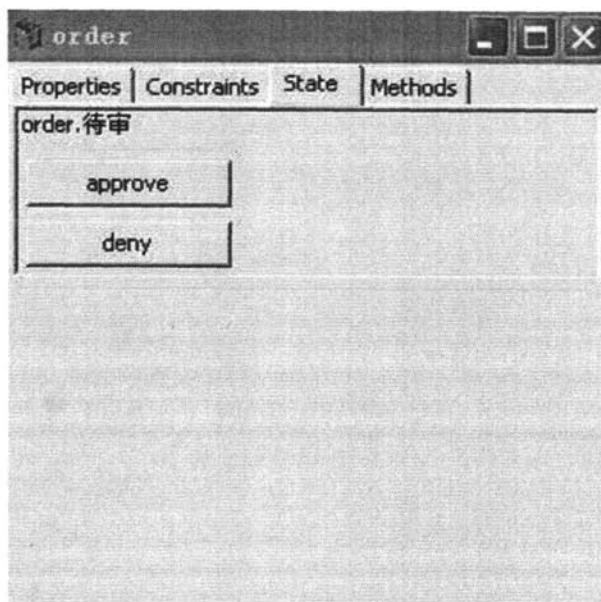 order
Properties Constraints State Methods
order.待审
approve
deny